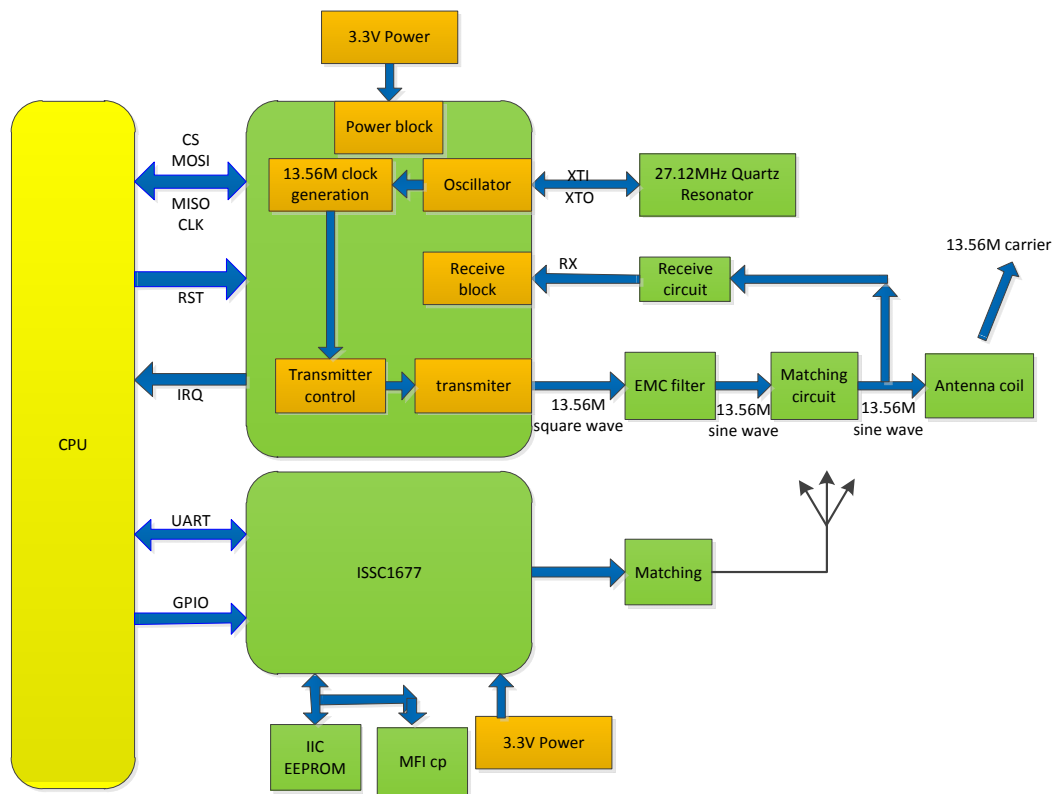 3.3V Power
Power block
CS
MOSI
MISO
CLK
13.56M clock
generation
Oscillator
XTI
XTO
27.12MHz Quartz
Resonator
13.56M carrier
RST
Receive
block
RX
Receive
circuit
IRQ
Transmitter
control
transmiter
13.56M
square wave
EMC filter
13.56M
sine wave
Matching
circuit
13.56M
sine wave
Antenna coil
CPU
UART
GPIO
ISSC1677
Matching
IIC
EEPROM
MFI cp
3.3V Power